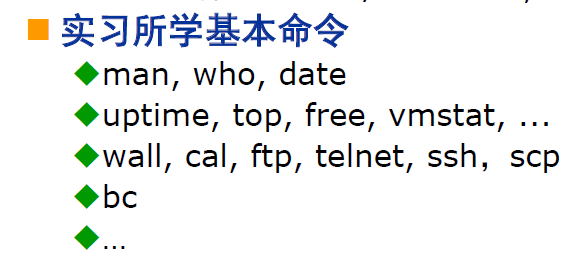 实习所学基本命令
man, who, date
uptime, top, free, vmstat, …
wall, cal, ftp, telnet, ssh，scp
bc
…